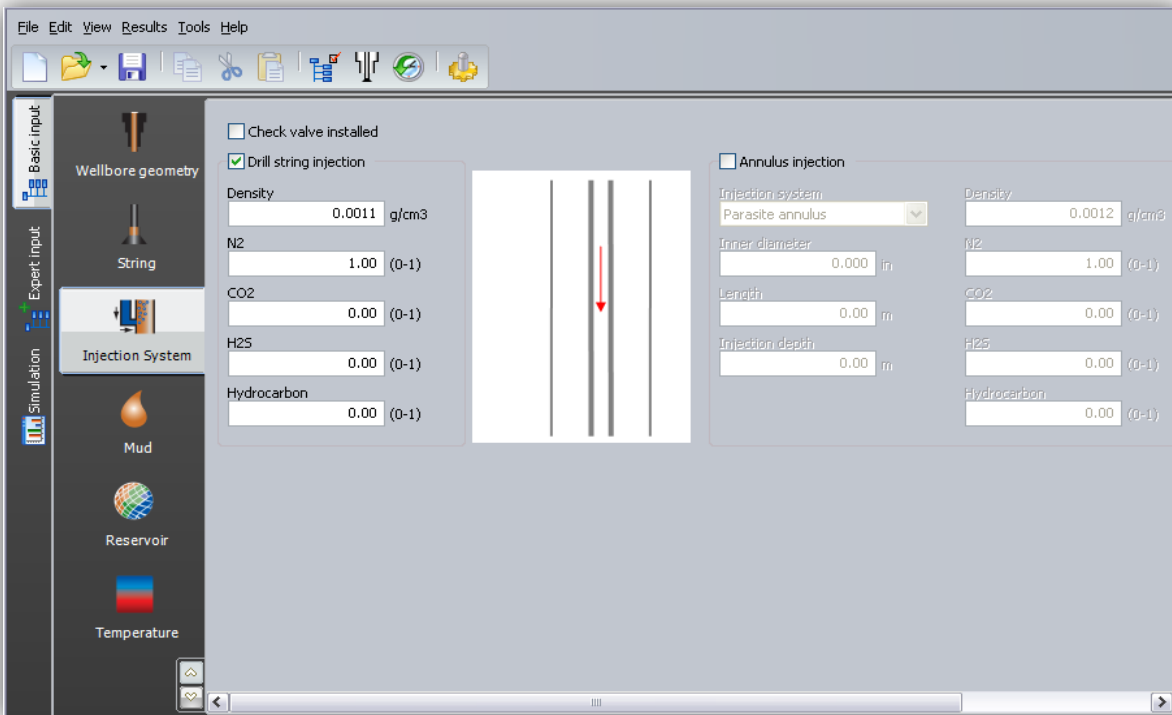 File Edit View Results Tools Help
Basic input
Expert input
Simulation
Wellbore geometry
String
Injection System
Mud
Reservoir
Temperature
Check valve installed
Drill string injection
Density
0.0011 g/cm3
N2
1.00 (0-1)
CO2
0.00 (0-1)
H2S
0.00 (0-1)
Hydrocarbon
0.00 (0-1)
Annulus injection
Injection system
Parasite annulus
Inner diameter
0.000 in
Length
0.00 m
Injection depth
0.00 m
Density
0.0012 g/cm3
N2
1.00 (0-1)
CO2
0.00 (0-1)
H2S
0.00 (0-1)
Hydrocarbon
0.00 (0-1)